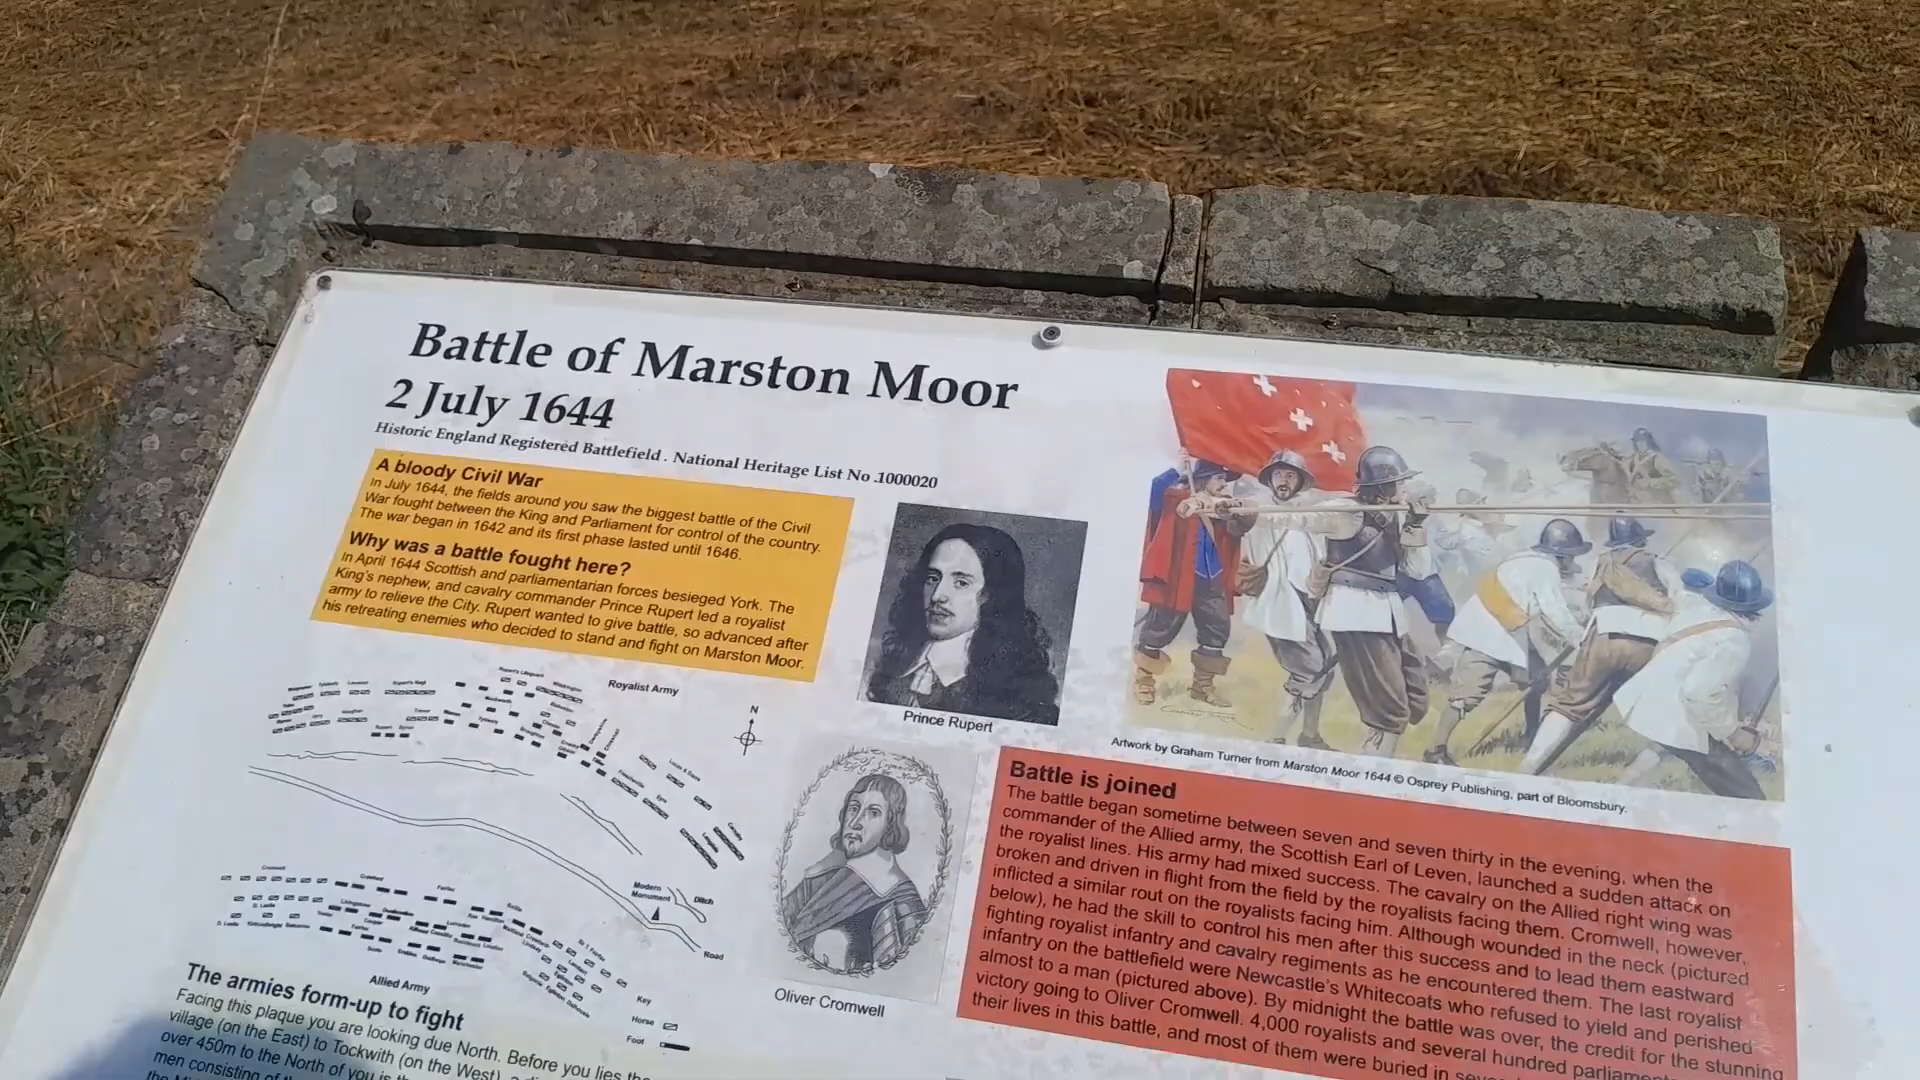 Battle of Marston Moor
2 July 1644
Historic England Registered Battlefield . National Heritage List No .1000020
A bloody Civil War
In July 1644, the fields around you saw the biggest battle of the Civil
War fought between the King and Parliament for control of the country.
The war began in 1642 and its first phase lasted until 1646.
Why was a battle fought here?
In April 1644 Scottish and parliamentarian forces besieged York. The
King's nephew, and cavalry commander Prince Rupert led a royalist
army to relieve the City. Rupert wanted to give battle, so advanced after
his retreating enemies who decided to stand and fight on Marston Moor.
Royalist Army
N
Prince Rupert
Artwork by Graham Turner from Marston Moor 1644 © Osprey Publishing, part of Bloomsbury.
Modern
Monument
Ditch
Road
Allied Army
Key
Horse
Foot
Oliver Cromwell
Battle is joined
The battle began sometime between seven and seven thirty in the evening, when the
commander of the Allied army, the Scottish Earl of Leven, launched a sudden attack on
the royalist lines. His army had mixed success. The cavalry on the Allied right wing was
broken and driven in flight from the field by the royalists facing them. Cromwell, however,
inflicted a similar rout on the royalists facing him. Although wounded in the neck (pictured
below), he had the skill to control his men after this success and to lead them eastward
fighting royalist infantry and cavalry regiments as he encountered them. The last royalist
infantry on the battlefield were Newcastle's Whitecoats who refused to yield and perished
almost to a man (pictured above). By midnight the battle was over, the credit for the stunning
victory going to Oliver Cromwell. 4,000 royalists and several hundred
their lives in this battle, and most of them were buried in
The armies form-up to fight
Facing this plaque you are looking due North. Before you lies the
village (on the East) to Tockwith (on the West),
over 450m to the North of you is
men consisting of